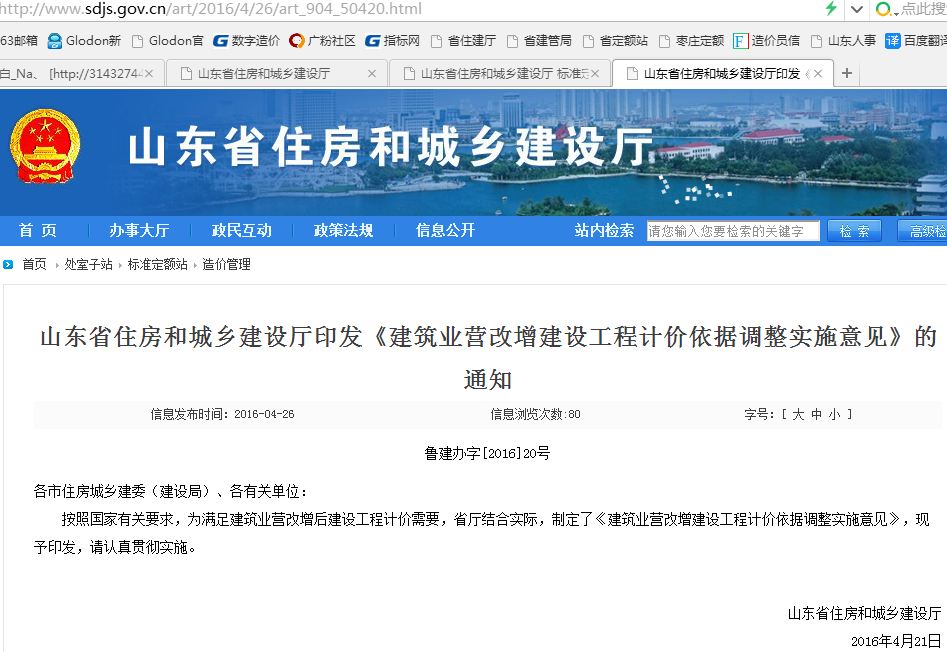 http://www.sdjs.gov.cn/art/2016/4/26/art_904_50420.html 点此搜
63邮箱 Glodon新 Glodon官 数字造价 广粉社区 指标网 省住建厅 省建管局 省定额站 枣庄定额 造价员信 山东人事 译 百度翻译
白_Na、 [http://3143274 山东省住房和城乡建设厅 山东省住房和城乡建设厅 标准定 山东省住房和城乡建设厅印发
山东省住房和城乡建设厅
首 页 办事大厅 政民互动 政策法规 信息公开 站内检索 请您输入您要检索的关键字 检 索 高级检
首页 处室子站 标准定额站 造价管理
山东省住房和城乡建设厅印发《建筑业营改增建设工程计价依据调整实施意见》的
通知
信息发布时间：2016-04-26 信息浏览次数:80 字号：[ 大 中 小 ]
鲁建办字[2016]20号
各市住房城乡建委（建设局）、各有关单位：
按照国家有关要求，为满足建筑业营改增后建设工程计价需要，省厅结合实际，制定了《建筑业营改增建设工程计价依据调整实施意见》，现
予印发，请认真贯彻实施。
山东省住房和城乡建设厅
2016年4月21日